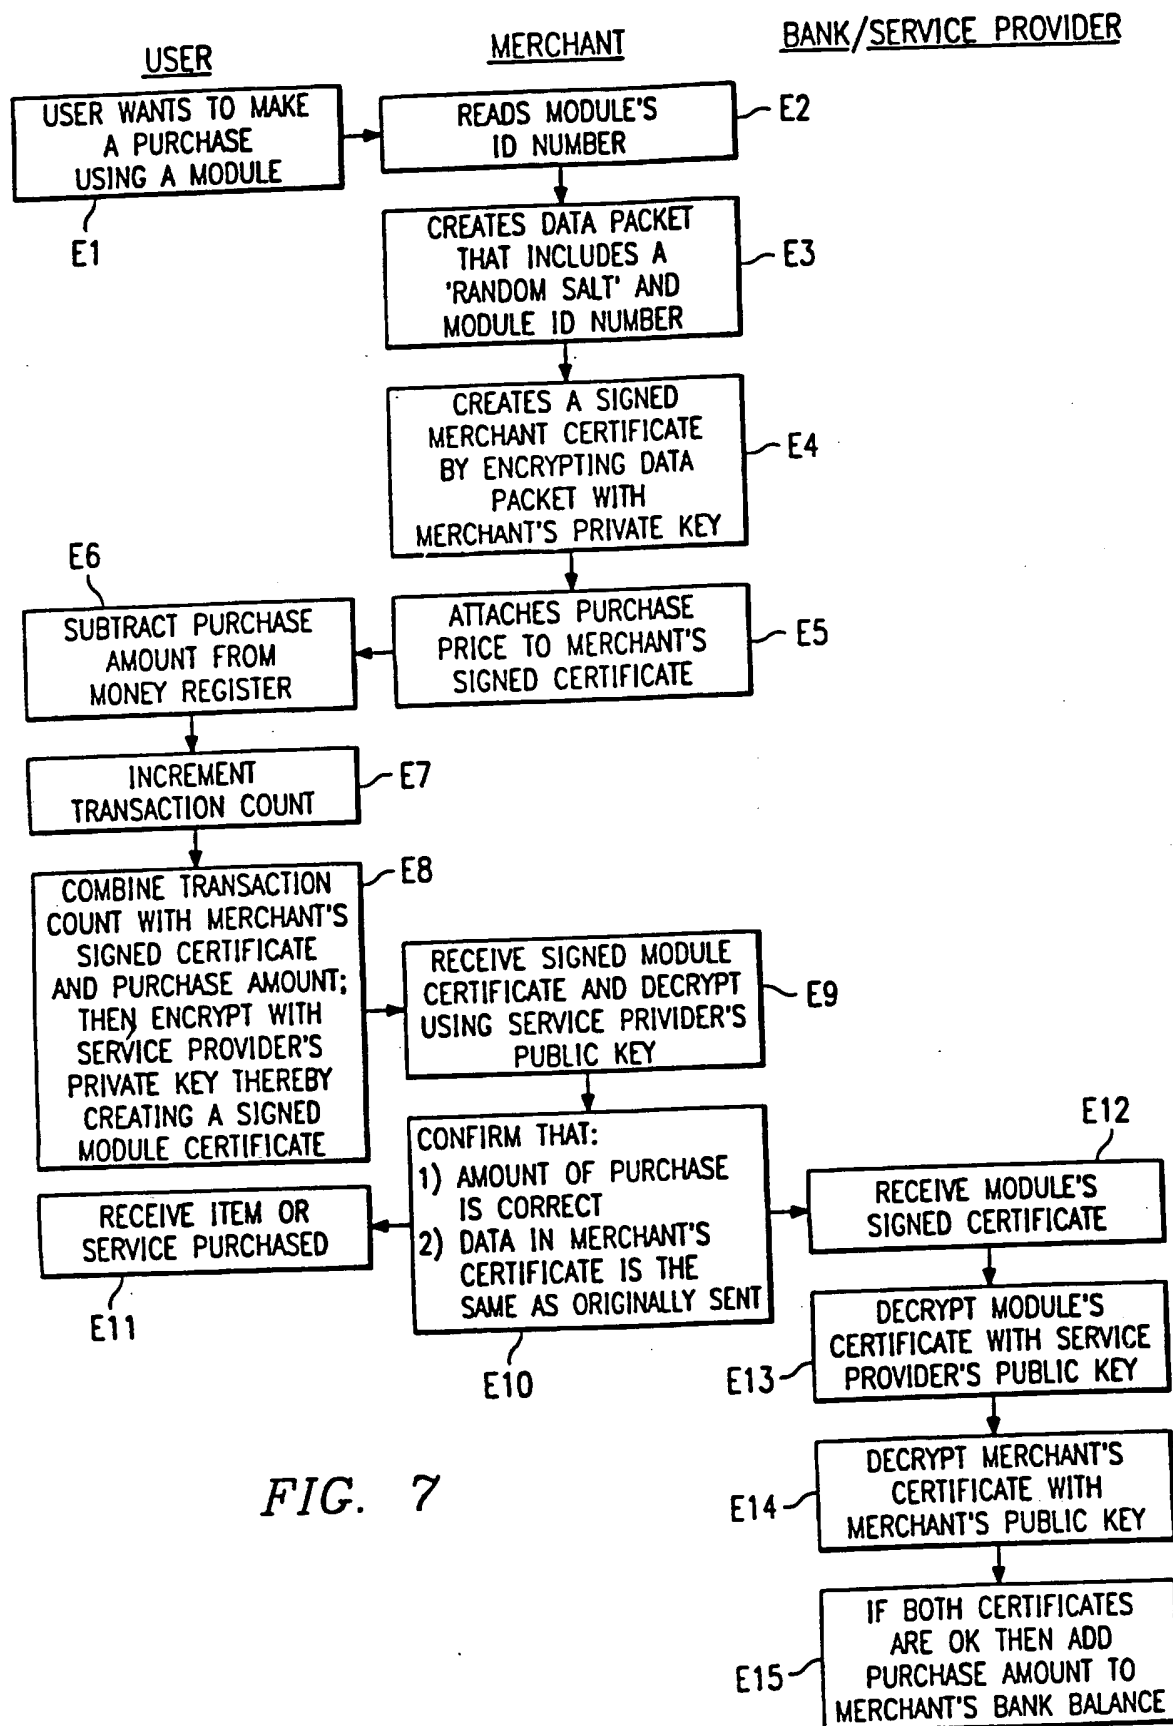 USER
MERCHANT
BANK/SERVICE PROVIDER
USER WANTS TO MAKE
A PURCHASE
USING A MODULE
E1
READS MODULE'S
ID NUMBER
E2
CREATES DATA PACKET
THAT INCLUDES A
'RANDOM SALT' AND
MODULE ID NUMBER
E3
CREATES A SIGNED
MERCHANT CERTIFICATE
BY ENCRYPTING DATA
PACKET WITH
MERCHANT'S PRIVATE KEY
E4
ATTACHES PURCHASE
PRICE TO MERCHANT'S
SIGNED CERTIFICATE
E5
E6
SUBTRACT PURCHASE
AMOUNT FROM
MONEY REGISTER
INCREMENT
TRANSACTION COUNT
E7
COMBINE TRANSACTION
COUNT WITH MERCHANT'S
SIGNED CERTIFICATE
AND PURCHASE AMOUNT;
THEN ENCRYPT WITH
SERVICE PROVIDER'S
PRIVATE KEY THEREBY
CREATING A SIGNED
MODULE CERTIFICATE
E8
RECEIVE SIGNED MODULE
CERTIFICATE AND DECRYPT
USING SERVICE PRIVIDER'S
PUBLIC KEY
E9
CONFIRM THAT:
1) AMOUNT OF PURCHASE
IS CORRECT
2) DATA IN MERCHANT'S
CERTIFICATE IS THE
SAME AS ORIGINALLY SENT
E10
RECEIVE ITEM OR
SERVICE PURCHASED
E11
E12
RECEIVE MODULE'S
SIGNED CERTIFICATE
DECRYPT MODULE'S
CERTIFICATE WITH SERVICE
PROVIDER'S PUBLIC KEY
E13
DECRYPT MERCHANT'S
CERTIFICATE WITH
MERCHANT'S PUBLIC KEY
E14
IF BOTH CERTIFICATES
ARE OK THEN ADD
PURCHASE AMOUNT TO
MERCHANT'S BANK BALANCE
E15
FIG. 7